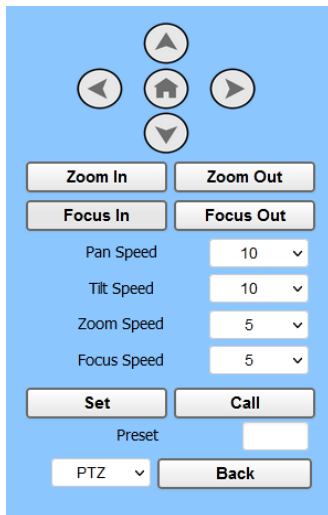 Zoom In Zoom Out
Focus In Focus Out
Pan Speed 10
Tilt Speed 10
Zoom Speed 5
Focus Speed 5
Set Call
Preset
PTZ Back